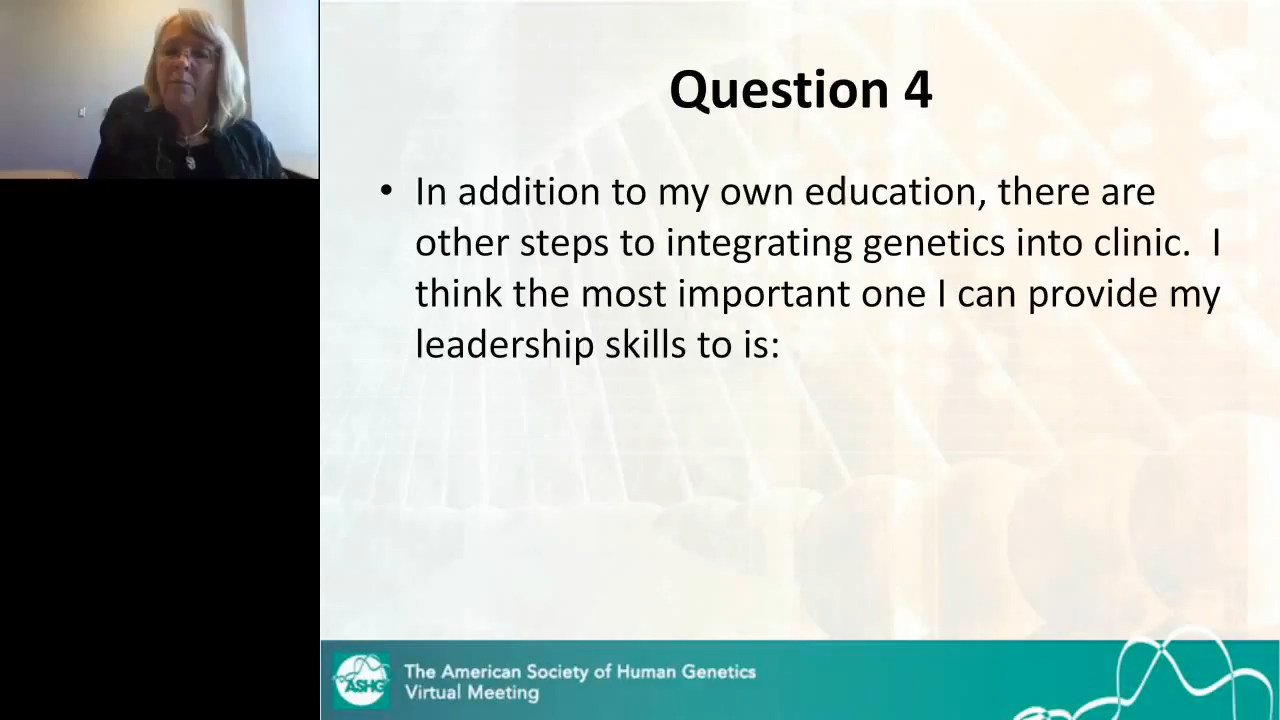 Question 4
• In addition to my own education, there are
other steps to integrating genetics into clinic. I
think the most important one I can provide my
leadership skills to is:
ASHG
The American Society of Human Genetics
Virtual Meeting